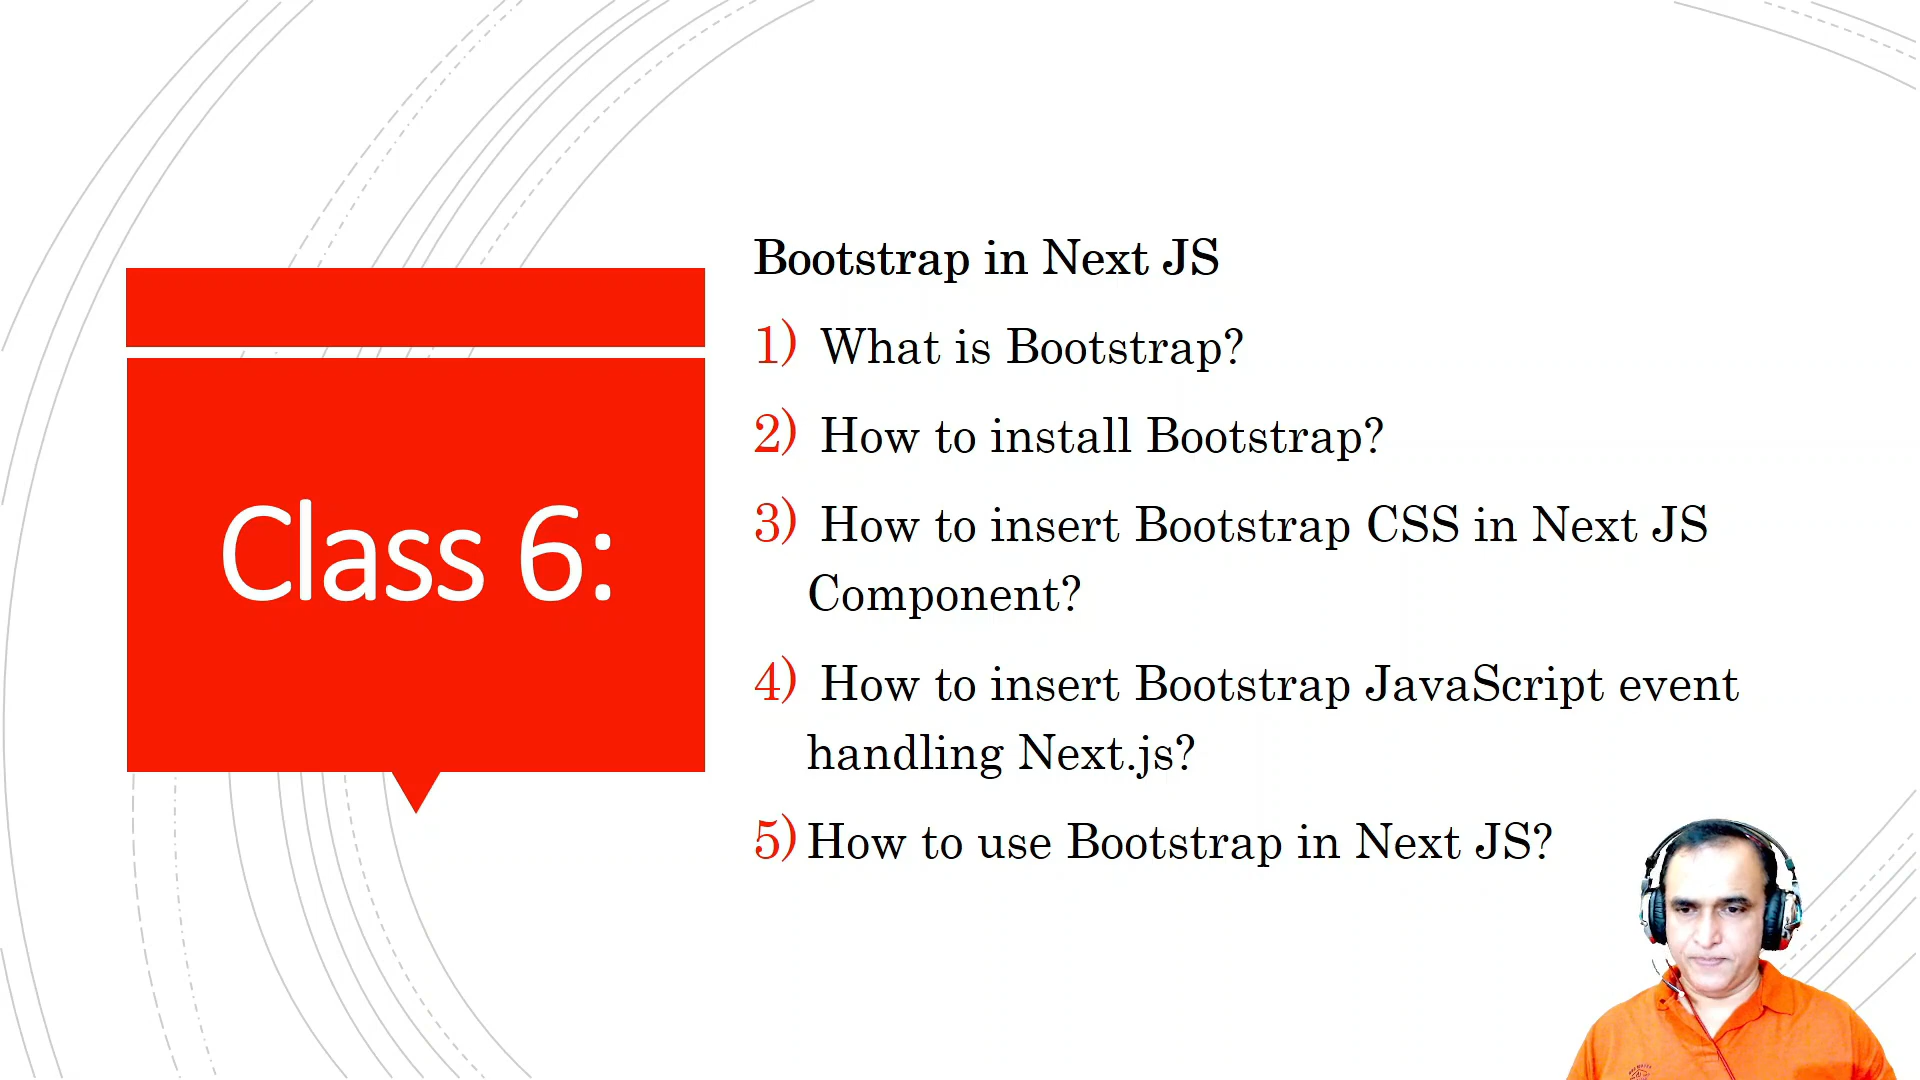 Class 6:
Bootstrap in Next JS
1) What is Bootstrap?
2) How to install Bootstrap?
3) How to insert Bootstrap CSS in Next JS
Component?
4) How to insert Bootstrap JavaScript event
handling Next.js?
5) How to use Bootstrap in Next JS?